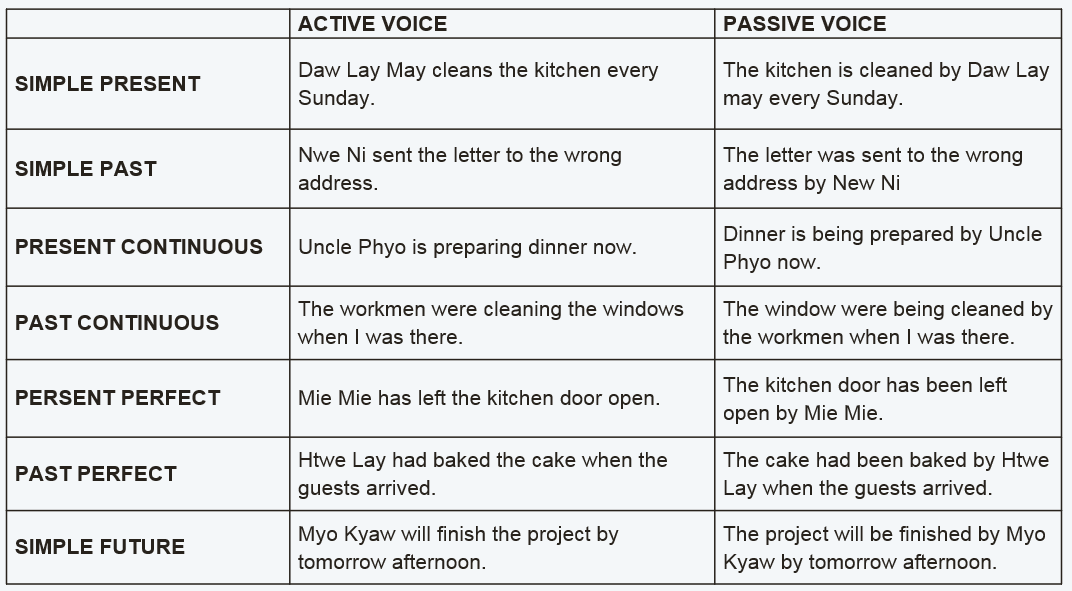 ACTIVE VOICE
PASSIVE VOICE
SIMPLE PRESENT
Daw Lay May cleans the kitchen every
Sunday.
The kitchen is cleaned by Daw Lay
may every Sunday.
SIMPLE PAST
Nwe Ni sent the letter to the wrong
address.
The letter was sent to the wrong
address by New Ni
PRESENT CONTINUOUS
Uncle Phyo is preparing dinner now.
Dinner is being prepared by Uncle
Phyo now.
PAST CONTINUOUS
The workmen were cleaning the windows
when I was there.
The window were being cleaned by
the workmen when I was there.
PERSENT PERFECT
Mie Mie has left the kitchen door open.
The kitchen door has been left
open by Mie Mie.
PAST PERFECT
Htwe Lay had baked the cake when the
guests arrived.
The cake had been baked by Htwe
Lay when the guests arrived.
SIMPLE FUTURE
Myo Kyaw will finish the project by
tomorrow afternoon.
The project will be finished by Myo
Kyaw by tomorrow afternoon.